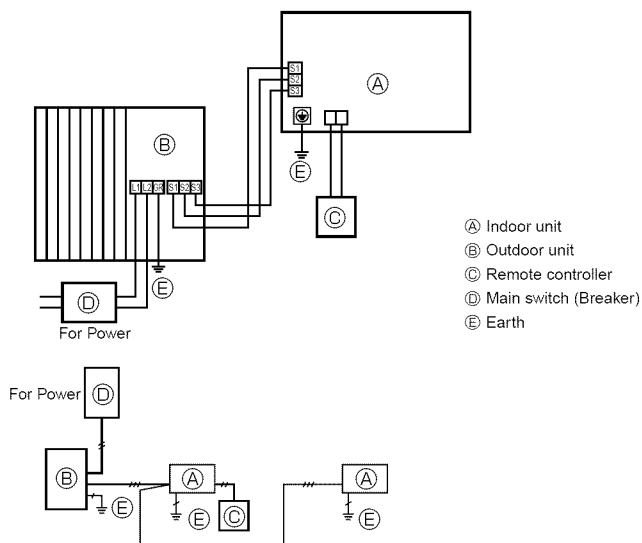 S1
S2
S3
Ⓐ
Ⓔ
Ⓑ
L1 L2 GR S1 S2 S3
Ⓒ
Ⓔ
Ⓓ
For Power
Ⓐ Indoor unit
Ⓑ Outdoor unit
Ⓒ Remote controller
Ⓓ Main switch (Breaker)
Ⓔ Earth
For Power Ⓓ
Ⓑ
Ⓔ
Ⓐ
Ⓔ
Ⓒ
Ⓐ
Ⓔ